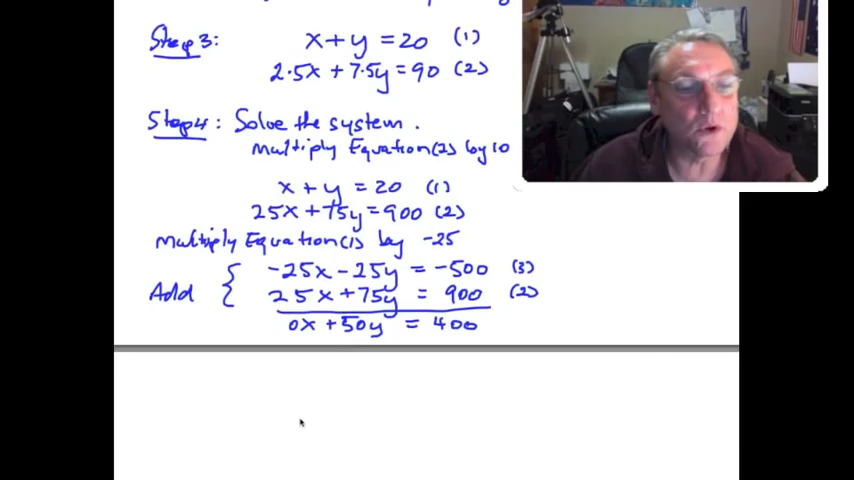 Step 3: x+y = 20 (1)
2.5x + 7.5y = 90 (2)
Step 4: Solve the system.
Multiply Equation (2) by 10
x + y = 20 (1)
25x + 75y = 900 (2)
Multiply Equation (1) by -25
-25x - 25y = -500 (3)
Add { 25x + 75y = 900 (2)
0x + 50y = 400